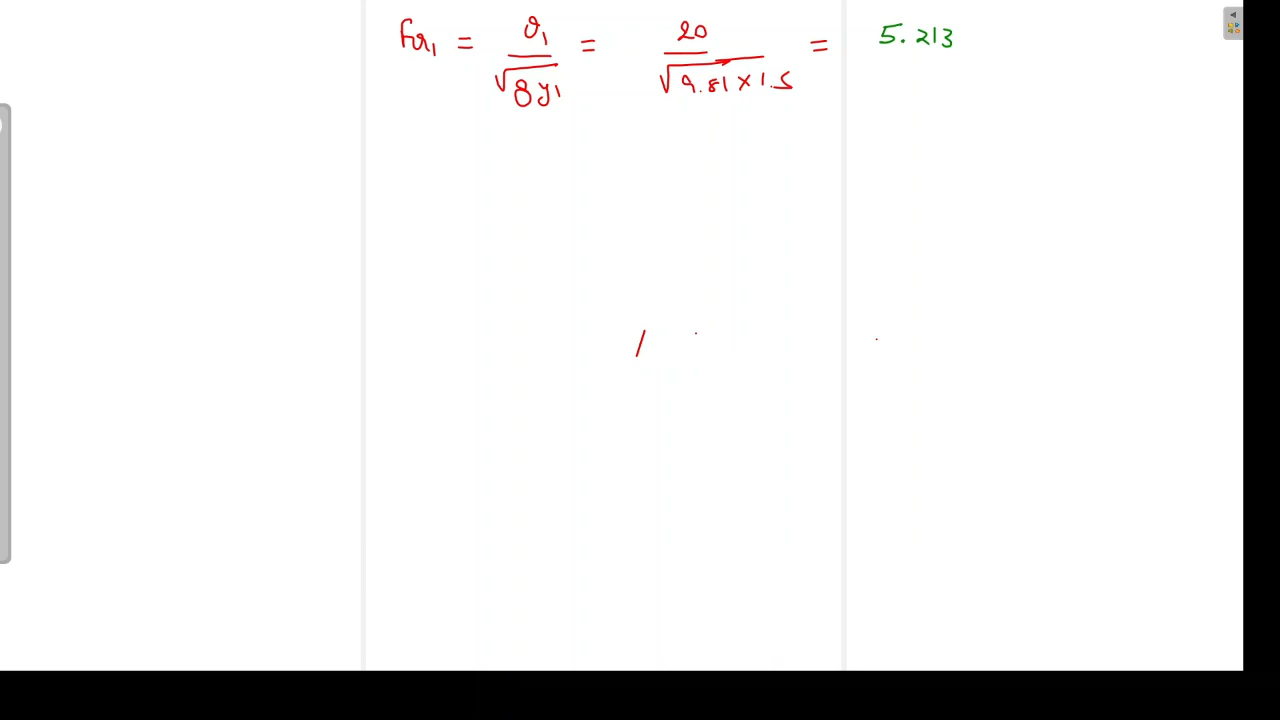 Fr₁ = v₁ / √(gy₁) = 20 / √(9.81 × 1.5) = 5.213